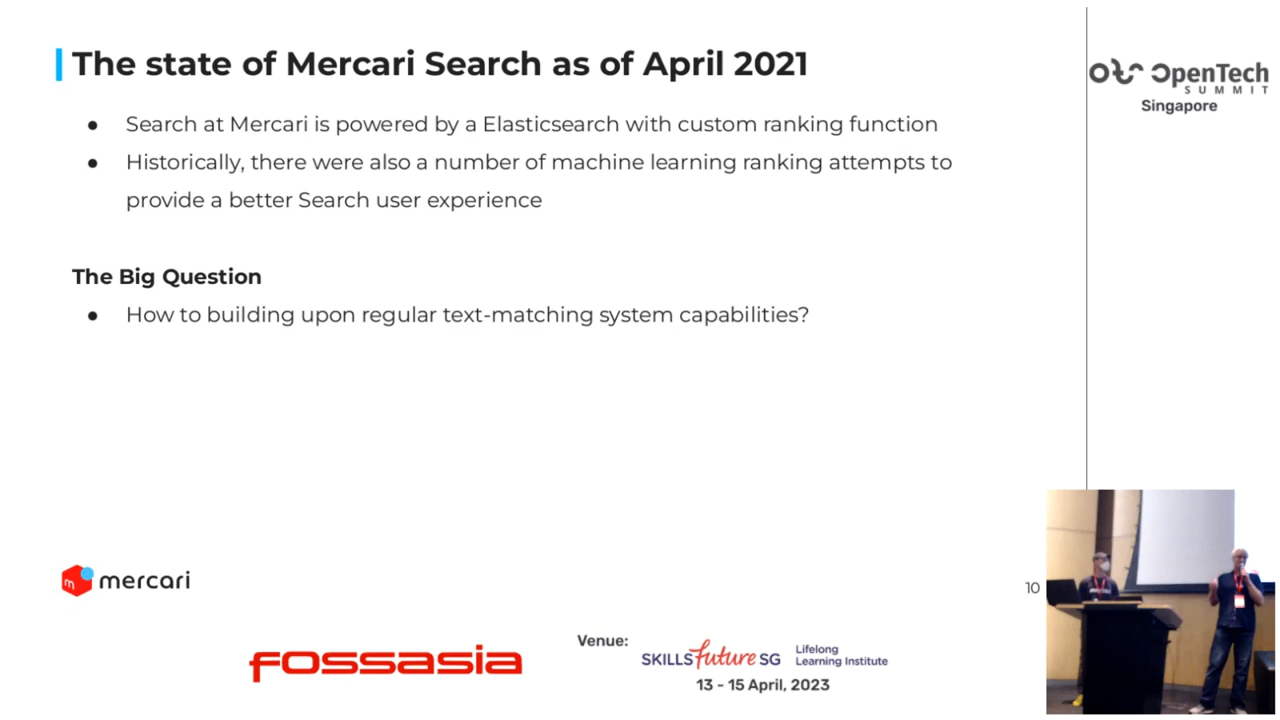 The state of Mercari Search as of April 2021
● Search at Mercari is powered by a Elasticsearch with custom ranking function
● Historically, there were also a number of machine learning ranking attempts to
provide a better Search user experience
The Big Question
● How to building upon regular text-matching system capabilities?
OpenTech
SUMMIT
Singapore
m mercari
10
fossasia
Venue:
SKILLS future SG
Lifelong
Learning Institute
13 - 15 April, 2023